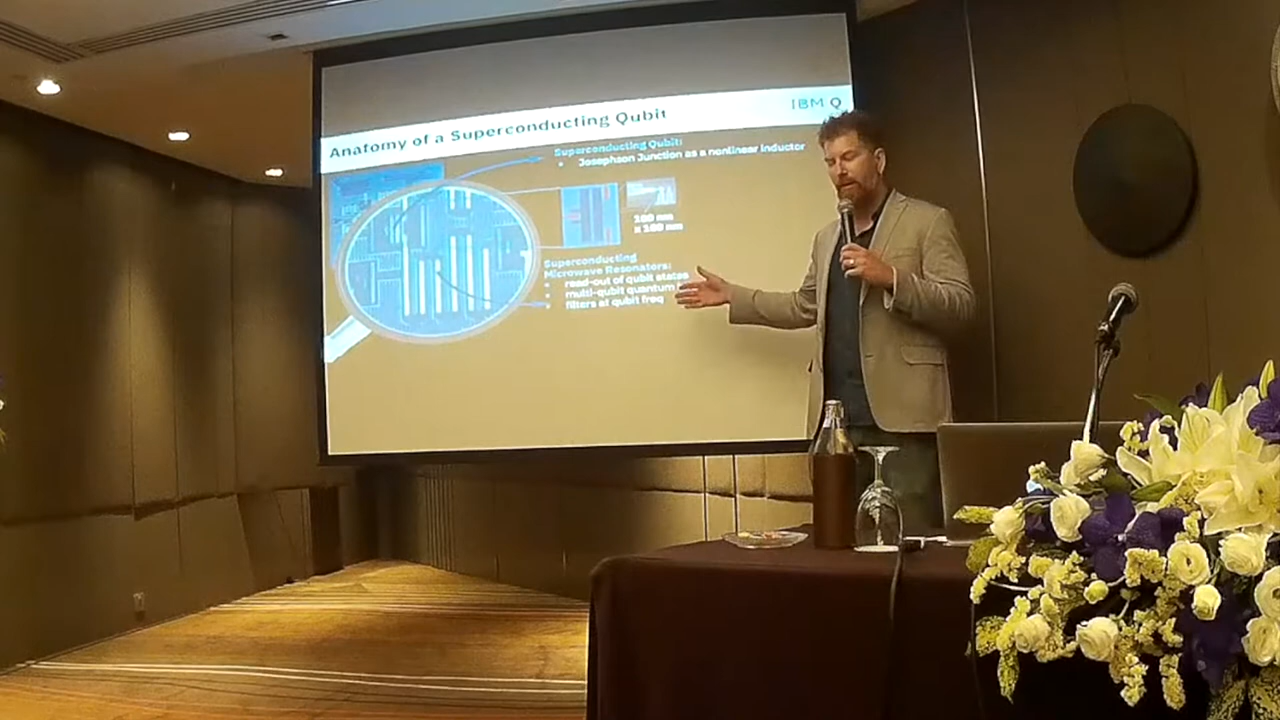 IBM Q
Anatomy of a Superconducting Qubit
Superconducting Qubit:
• Josephson Junction as a nonlinear inductor
100 nm
x 100 nm
Superconducting
Microwave Resonators:
• read-out of qubit states
• multi-qubit quantum
• filters at qubit freq